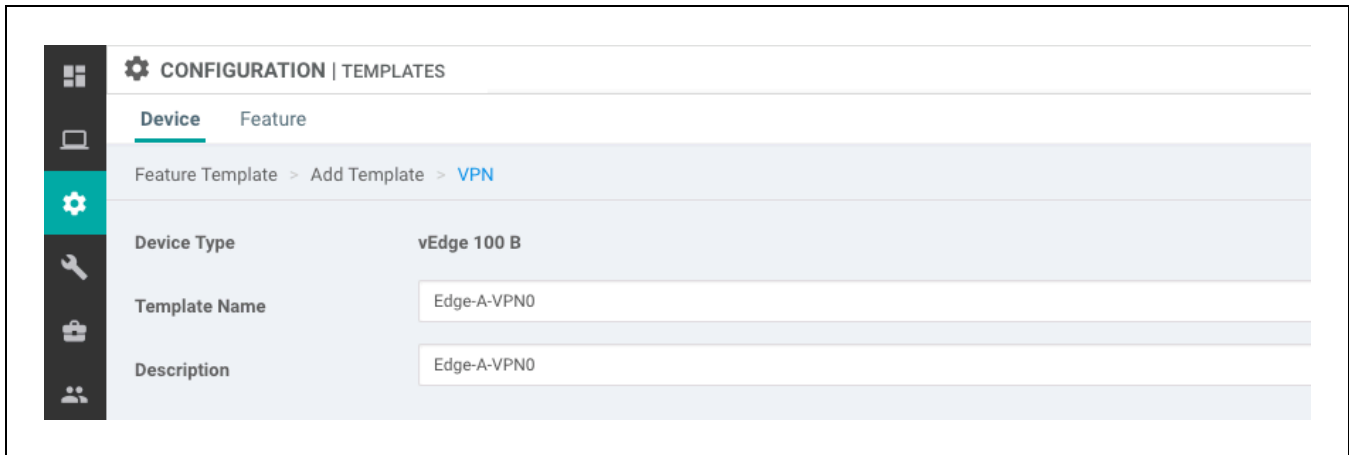 CONFIGURATION | TEMPLATES
Device Feature
Feature Template > Add Template > VPN
Device Type vEdge 100 B
Template Name Edge-A-VPN0
Description Edge-A-VPN0